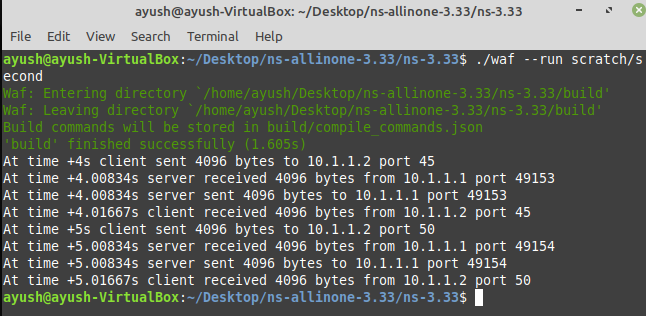 ayush@ayush-VirtualBox: ~/Desktop/ns-allinone-3.33/ns-3.33
File Edit View Search Terminal Help
ayush@ayush-VirtualBox:~/Desktop/ns-allinone-3.33/ns-3.33$ ./waf --run scratch/s
econd
Waf: Entering directory `/home/ayush/Desktop/ns-allinone-3.33/ns-3.33/build'
Waf: Leaving directory `/home/ayush/Desktop/ns-allinone-3.33/ns-3.33/build'
Build commands will be stored in build/compile_commands.json
'build' finished successfully (1.605s)
At time +4s client sent 4096 bytes to 10.1.1.2 port 45
At time +4.00834s server received 4096 bytes from 10.1.1.1 port 49153
At time +4.00834s server sent 4096 bytes to 10.1.1.1 port 49153
At time +4.01667s client received 4096 bytes from 10.1.1.2 port 45
At time +5s client sent 4096 bytes to 10.1.1.2 port 50
At time +5.00834s server received 4096 bytes from 10.1.1.1 port 49154
At time +5.00834s server sent 4096 bytes to 10.1.1.1 port 49154
At time +5.01667s client received 4096 bytes from 10.1.1.2 port 50
ayush@ayush-VirtualBox:~/Desktop/ns-allinone-3.33/ns-3.33$